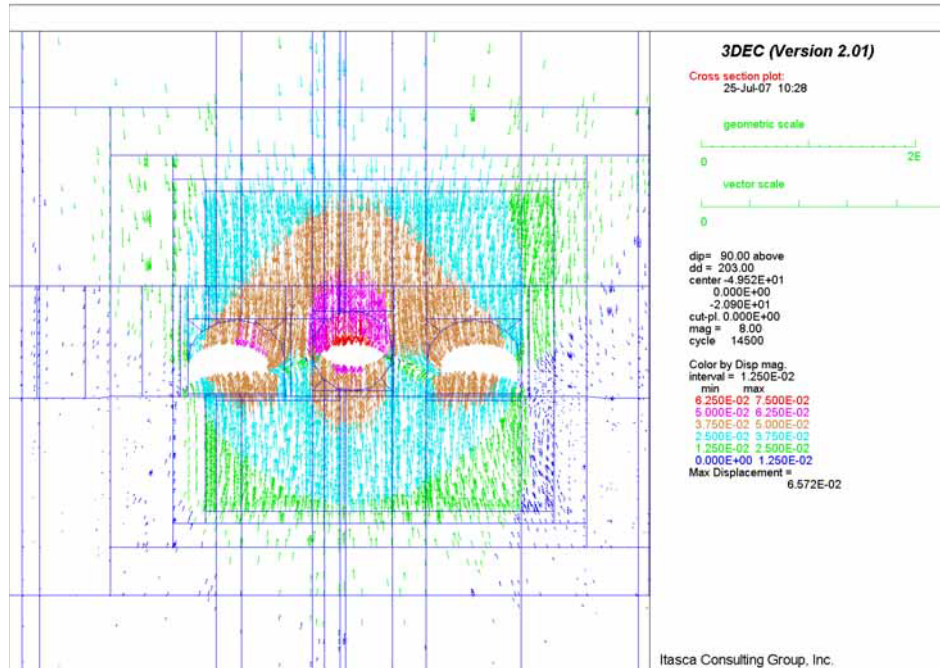 3DEC (Version 2.01)
Cross section plot:
25-Jul-07 10:28
geometric scale
0 2E
vector scale
0
dip= 90.00 above
dd = 203.00
center -4.952E+01
0.000E+00
-2.090E+01
cut-pl. 0.000E+00
mag = 8.00
cycle 14500
Color by Disp mag.
interval = 1.250E-02
min max
6.250E-02 7.500E-02
5.000E-02 6.250E-02
3.750E-02 5.000E-02
2.500E-02 3.750E-02
1.250E-02 2.500E-02
0.000E+00 1.250E-02
Max Displacement =
6.572E-02
Itasca Consulting Group, Inc.